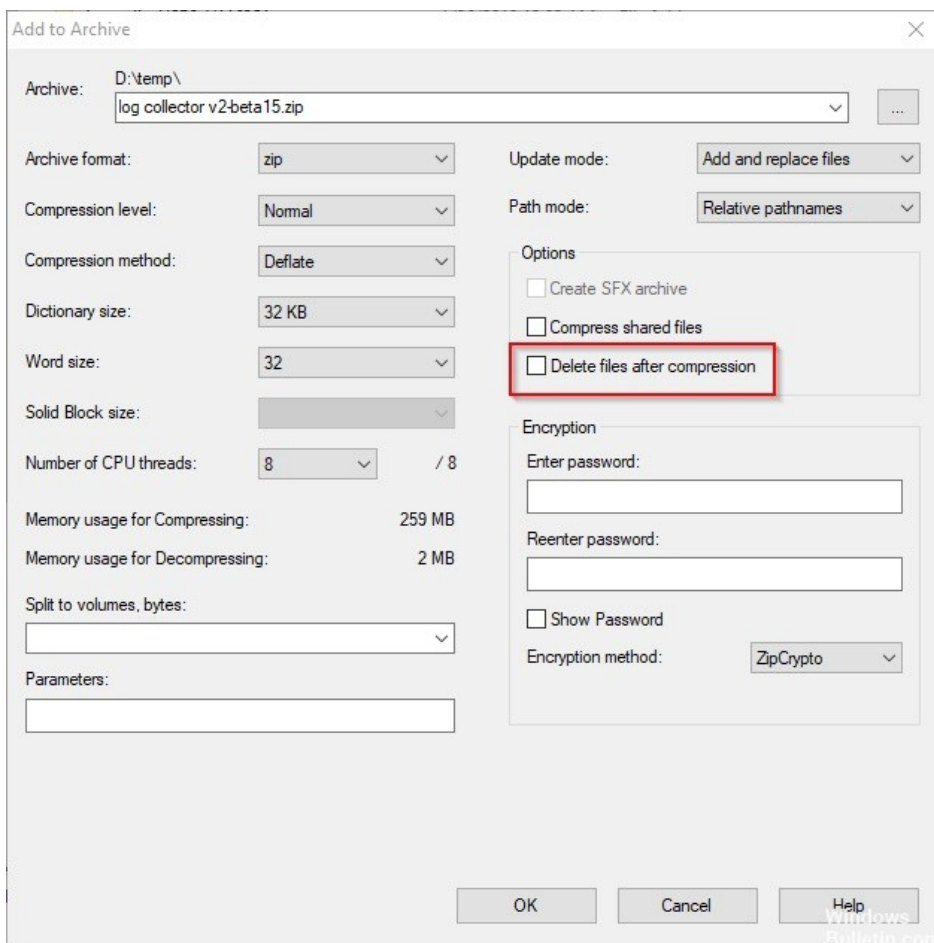 Add to Archive
Archive:
D:\temp\
log collector v2-beta15.zip
...
Archive format:
zip
Compression level:
Normal
Compression method:
Deflate
Dictionary size:
32 KB
Word size:
32
Solid Block size:
Number of CPU threads:
8
/ 8
Memory usage for Compressing:
259 MB
Memory usage for Decompressing:
2 MB
Split to volumes, bytes:
Parameters:
Update mode:
Add and replace files
Path mode:
Relative pathnames
Options
Create SFX archive
Compress shared files
Delete files after compression
Encryption
Enter password:
Reenter password:
Show Password
Encryption method:
ZipCrypto
OK
Cancel
Help
Windows
Bulletin.com